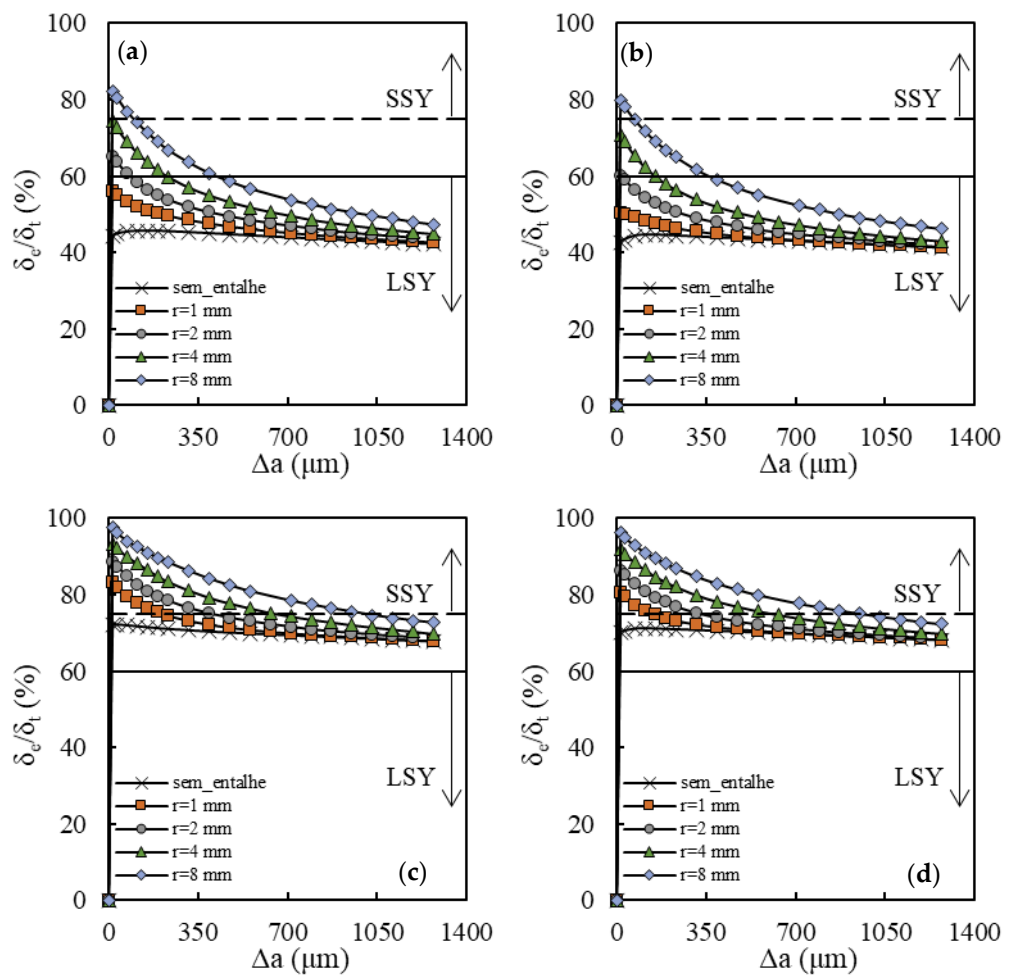 (a)
100
80
60
40
20
0
δe/δt (%)
SSY
LSY
sem_entalhe
r=1 mm
r=2 mm
r=4 mm
r=8 mm
0 350 700 1050 1400
Δa (μm)
(b)
100
80
60
40
20
0
δe/δt (%)
SSY
LSY
sem_entalhe
r=1 mm
r=2 mm
r=4 mm
r=8 mm
0 350 700 1050 1400
Δa (μm)
100
80
60
40
20
0
δe/δt (%)
SSY
LSY
sem_entalhe
r=1 mm
r=2 mm
r=4 mm
r=8 mm
(c)
0 350 700 1050 1400
Δa (μm)
100
80
60
40
20
0
δe/δt (%)
SSY
LSY
sem_entalhe
r=1 mm
r=2 mm
r=4 mm
r=8 mm
(d)
0 350 700 1050 1400
Δa (μm)